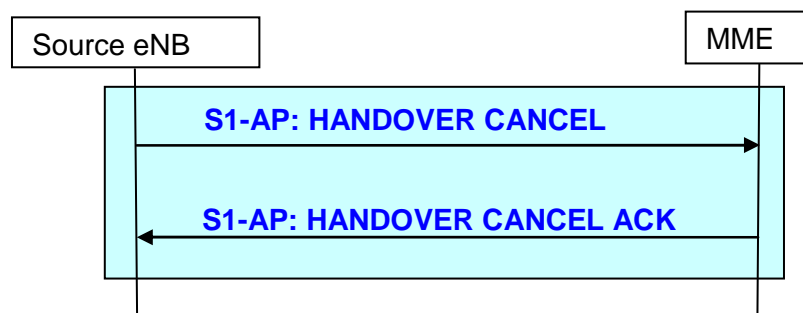 Source eNB
MME
S1-AP: HANDOVER CANCEL
S1-AP: HANDOVER CANCEL ACK